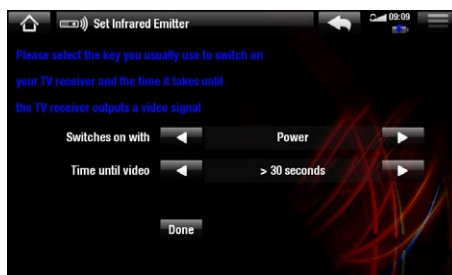 Set Infrared Emitter
09:09
Please select the key you usually use to switch on
your TV receiver and the time it takes until
the TV receiver outputs a video signal
Switches on with Power
Time until video > 30 seconds
Done